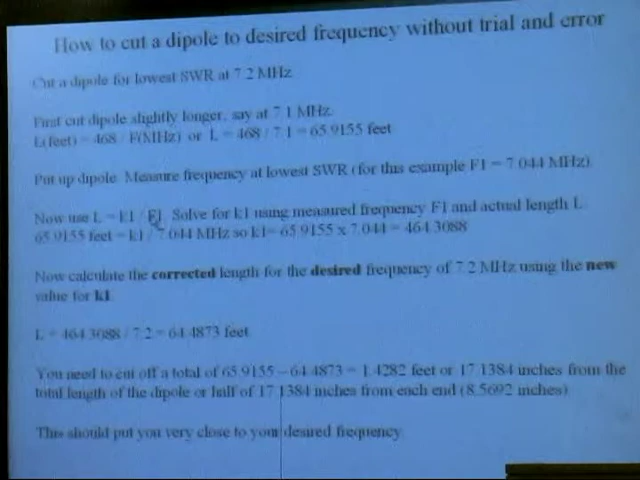 How to cut a dipole to desired frequency without trial and error
Cut a dipole for lowest SWR at 7.2 MHz
First cut dipole slightly longer, say at 7.1 MHz.
L(feet) = 468 / F(MHz) or L = 468 / 7.1 = 65.9155 feet
Put up dipole. Measure frequency at lowest SWR (for this example F1 = 7.044 MHz).
Now use L = k1 / F1. Solve for k1 using measured frequency F1 and actual length L.
65.9155 feet = k1 / 7.044 MHz so k1= 65.9155 x 7.044 = 464.3088
Now calculate the corrected length for the desired frequency of 7.2 MHz using the new
value for k1.
L = 464.3088 / 7.2 = 64.4873 feet
You need to cut off a total of 65.9155 – 64.4873 = 1.4282 feet or 17.1384 inches from the
total length of the dipole or half of 17.1384 inches from each end (8.5692 inches)
This should put you very close to your desired frequency.